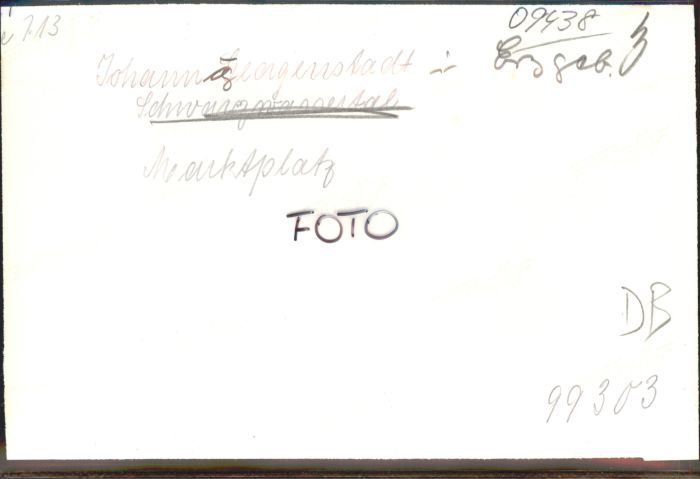 713
09438
Johanngeorgenstadt
Erzgeb.
Schwarzwassertal
Marktplatz
FOTO
DB
99303